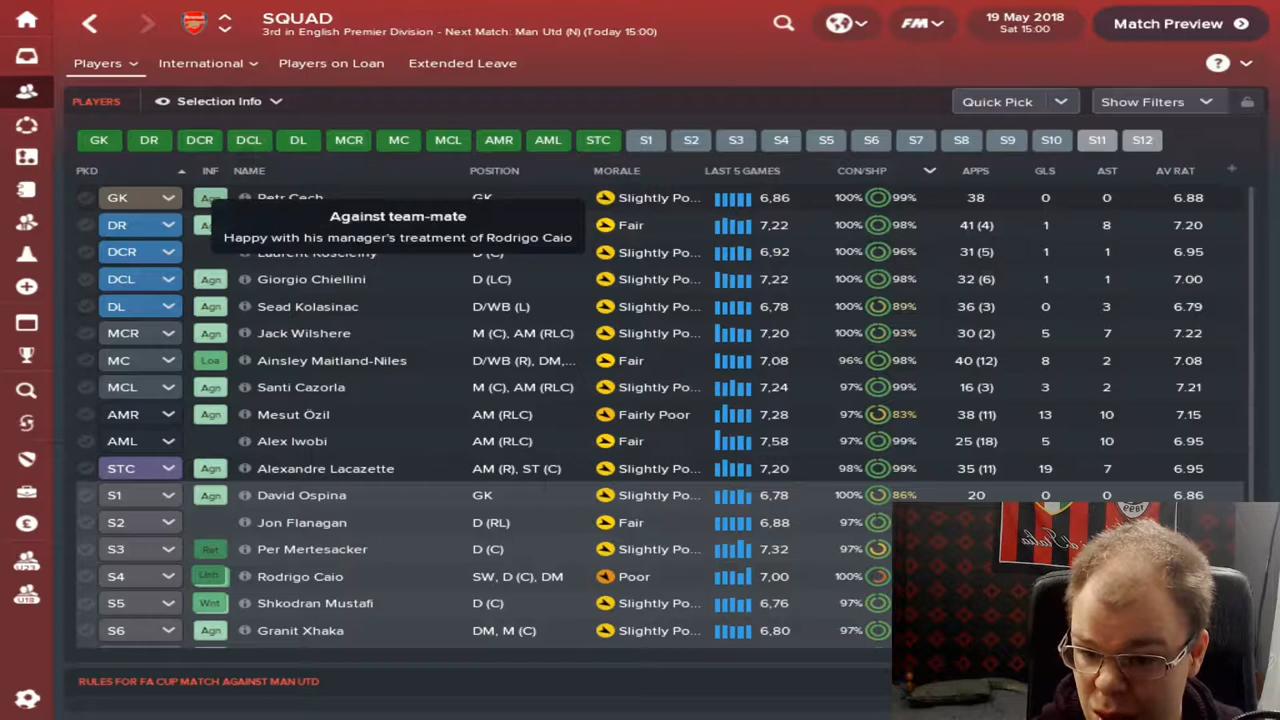 SQUAD
3rd in English Premier Division - Next Match: Man Utd (N) (Today 15:00)
FM
19 May 2018
Sat 15:00
Match Preview
Players
International
Players on Loan
Extended Leave
?
PLAYERS
Selection Info
Quick Pick
Show Filters
GK DR DCR DCL DL MCR MC MCL AMR AML STC S1 S2 S3 S4 S5 S6 S7 S8 S9 S10 S11 S12
PKD INF NAME POSITION MORALE LAST 5 GAMES CON/SHP APPS GLS AST AV RAT
GK Agn Petr Cech GK Slightly Po... 6,86 100% 99% 38 0 0 6.88
Against team-mate
Happy with his manager's treatment of Rodrigo Caio
DR Fair 7,22 100% 98% 41 (4) 1 8 7.20
DCR Laurent Koscielny D (C) Slightly Po... 6,92 100% 96% 31 (5) 1 1 6.95
DCL Agn Giorgio Chiellini D (LC) Slightly Po... 7,22 100% 98% 32 (6) 1 1 7.00
DL Agn Sead Kolasinac D/WB (L) Slightly Po... 6,78 100% 89% 36 (3) 0 3 6.79
MCR Agn Jack Wilshere M (C), AM (RLC) Slightly Po... 7,20 100% 93% 30 (2) 5 7 7.22
MC Loa Ainsley Maitland-Niles D/WB (R), DM,... Fair 7,08 96% 98% 40 (12) 8 2 7.08
MCL Agn Santi Cazorla M (C), AM (RLC) Slightly Po... 7,24 97% 99% 16 (3) 3 2 7.21
AMR Agn Mesut Özil AM (RLC) Fairly Poor 7,28 97% 83% 38 (11) 13 10 7.15
AML Alex Iwobi AM (RLC) Fair 7,58 97% 99% 25 (18) 5 10 6.95
STC Agn Alexandre Lacazette AM (R), ST (C) Slightly Po... 7,20 98% 99% 35 (11) 19 7 6.95
S1 Agn David Ospina GK Slightly Po... 6,78 100% 86% 20 0 0 6.86
S2 Jon Flanagan D (RL) Fair 6,88 97%
S3 Ret Per Mertesacker D (C) Slightly Po... 7,32 97%
S4 Unh Rodrigo Caio SW, D (C), DM Poor 7,00 100%
S5 Wnt Shkodran Mustafi D (C) Slightly Po... 6,76 97%
S6 Agn Granit Xhaka DM, M (C) Slightly Po... 6,80 97%
RULES FOR FA CUP MATCH AGAINST MAN UTD